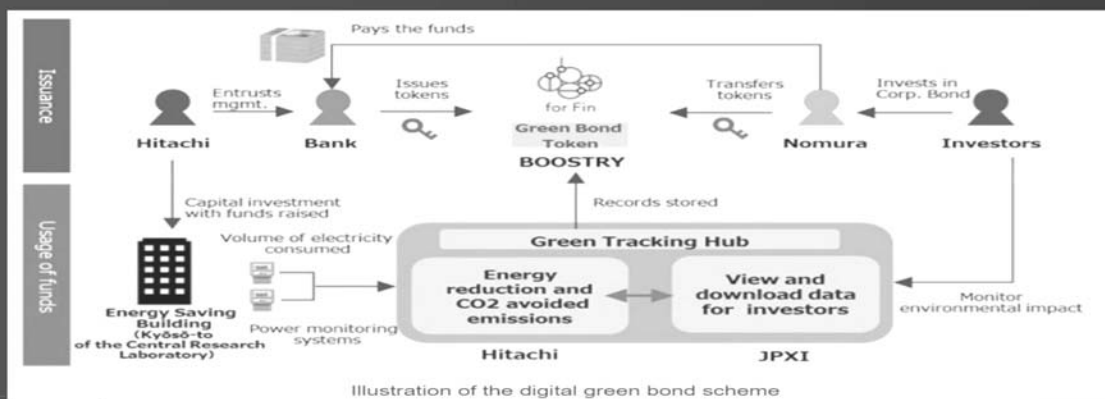 Issuance
Pays the funds
Entrusts
mgmt.
Issues
tokens
for Fin
Transfers
tokens
Invests in
Corp. Bond
Green Bond
Token
Hitachi
Bank
BOOSTRY
Nomura
Investors
Usage of funds
Capital investment
with funds raised
Records stored
Volume of electricity
consumed
Green Tracking Hub
Energy
reduction and
CO2 avoided
emissions
View and
download data
for investors
Monitor
environmental impact
Energy Saving
Building
(Kyōsō-to
of the Central Research
Laboratory)
Power monitoring
systems
Hitachi
JPXI
Illustration of the digital green bond scheme